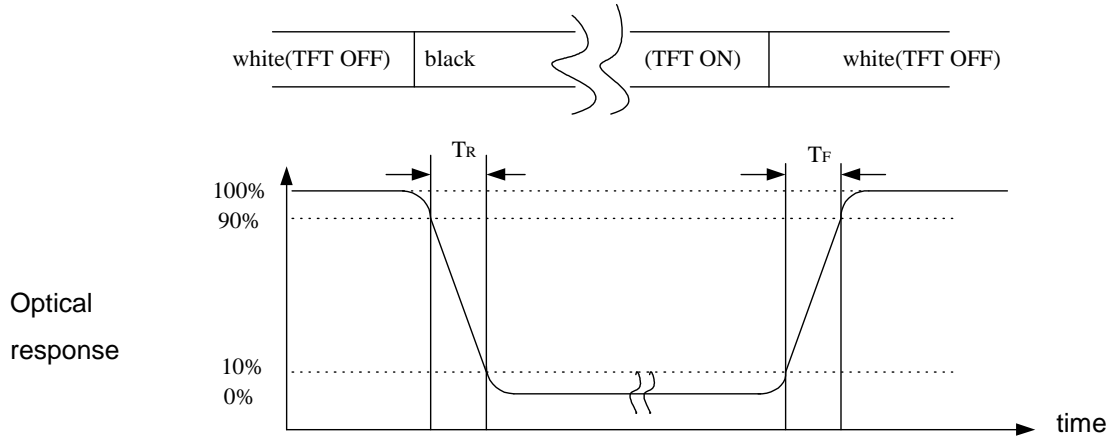 white(TFT OFF) black (TFT ON) white(TFT OFF)
TR TF
100%
90%
Optical
response
10%
0%
time